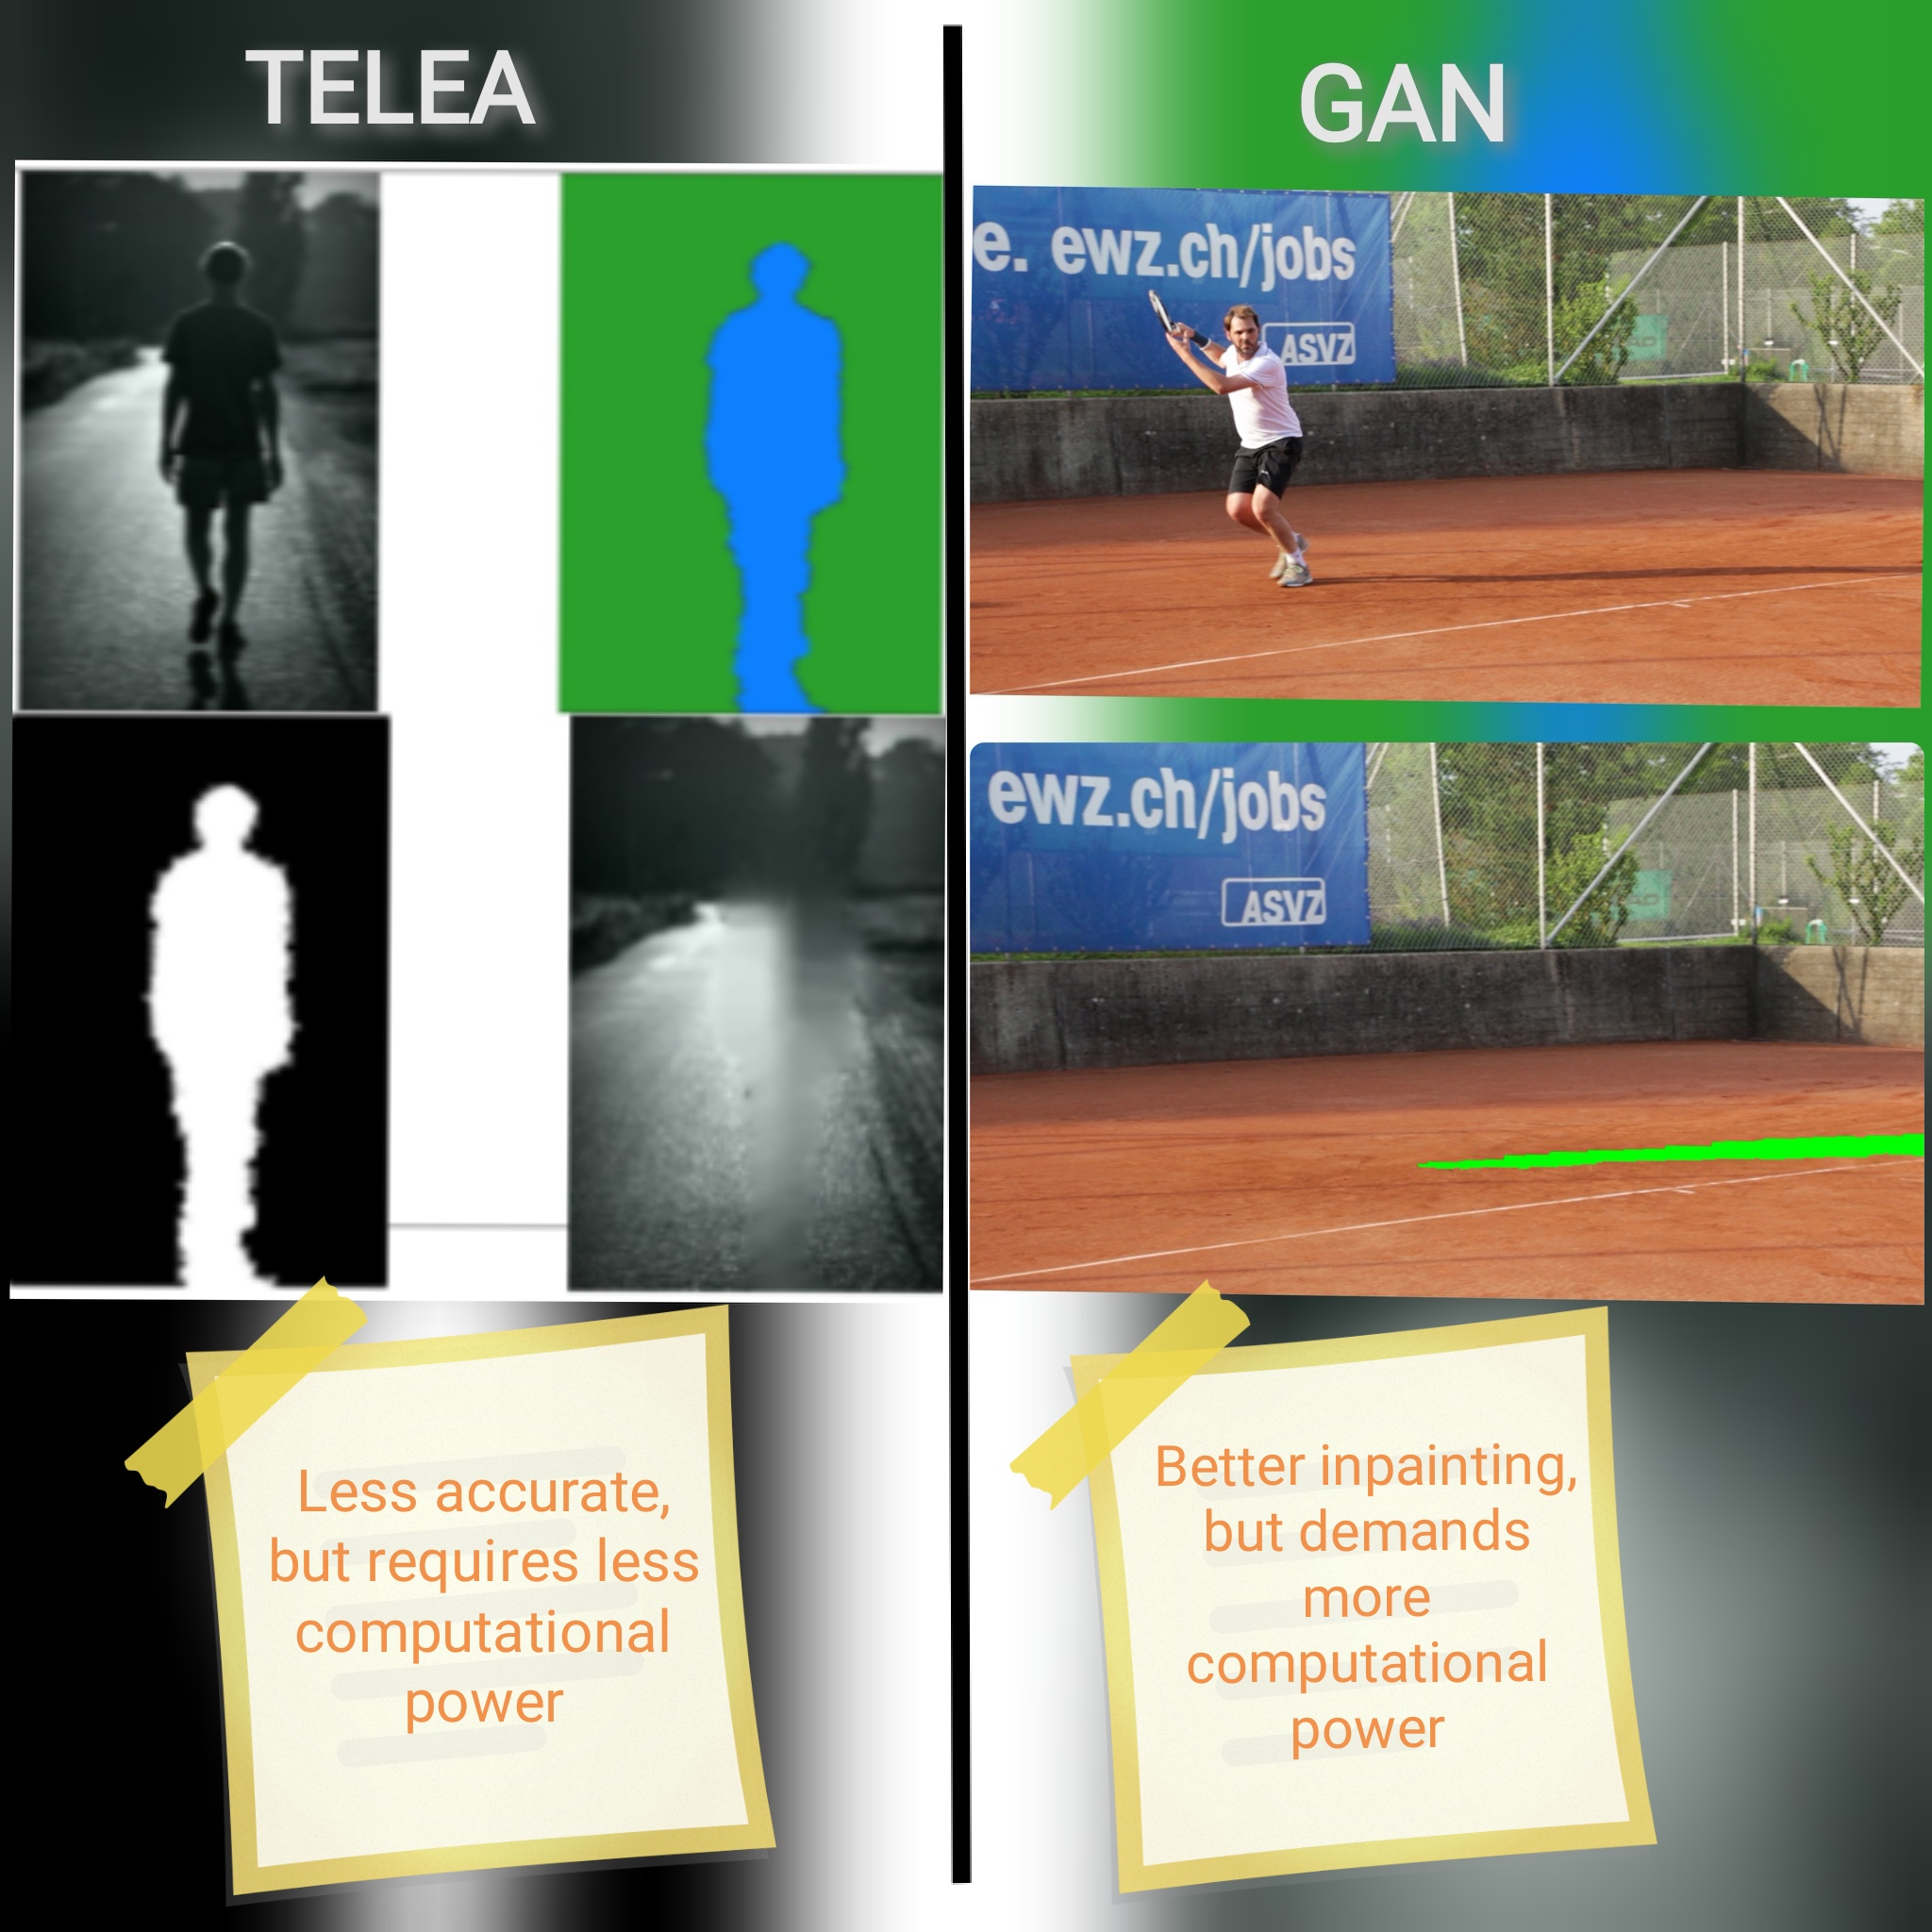 TELEA
GAN
e. ewz.ch/jobs
ASVZ
ewz.ch/jobs
ASVZ
Less accurate,
but requires less
computational
power
Better inpainting,
but demands
more
computational
power